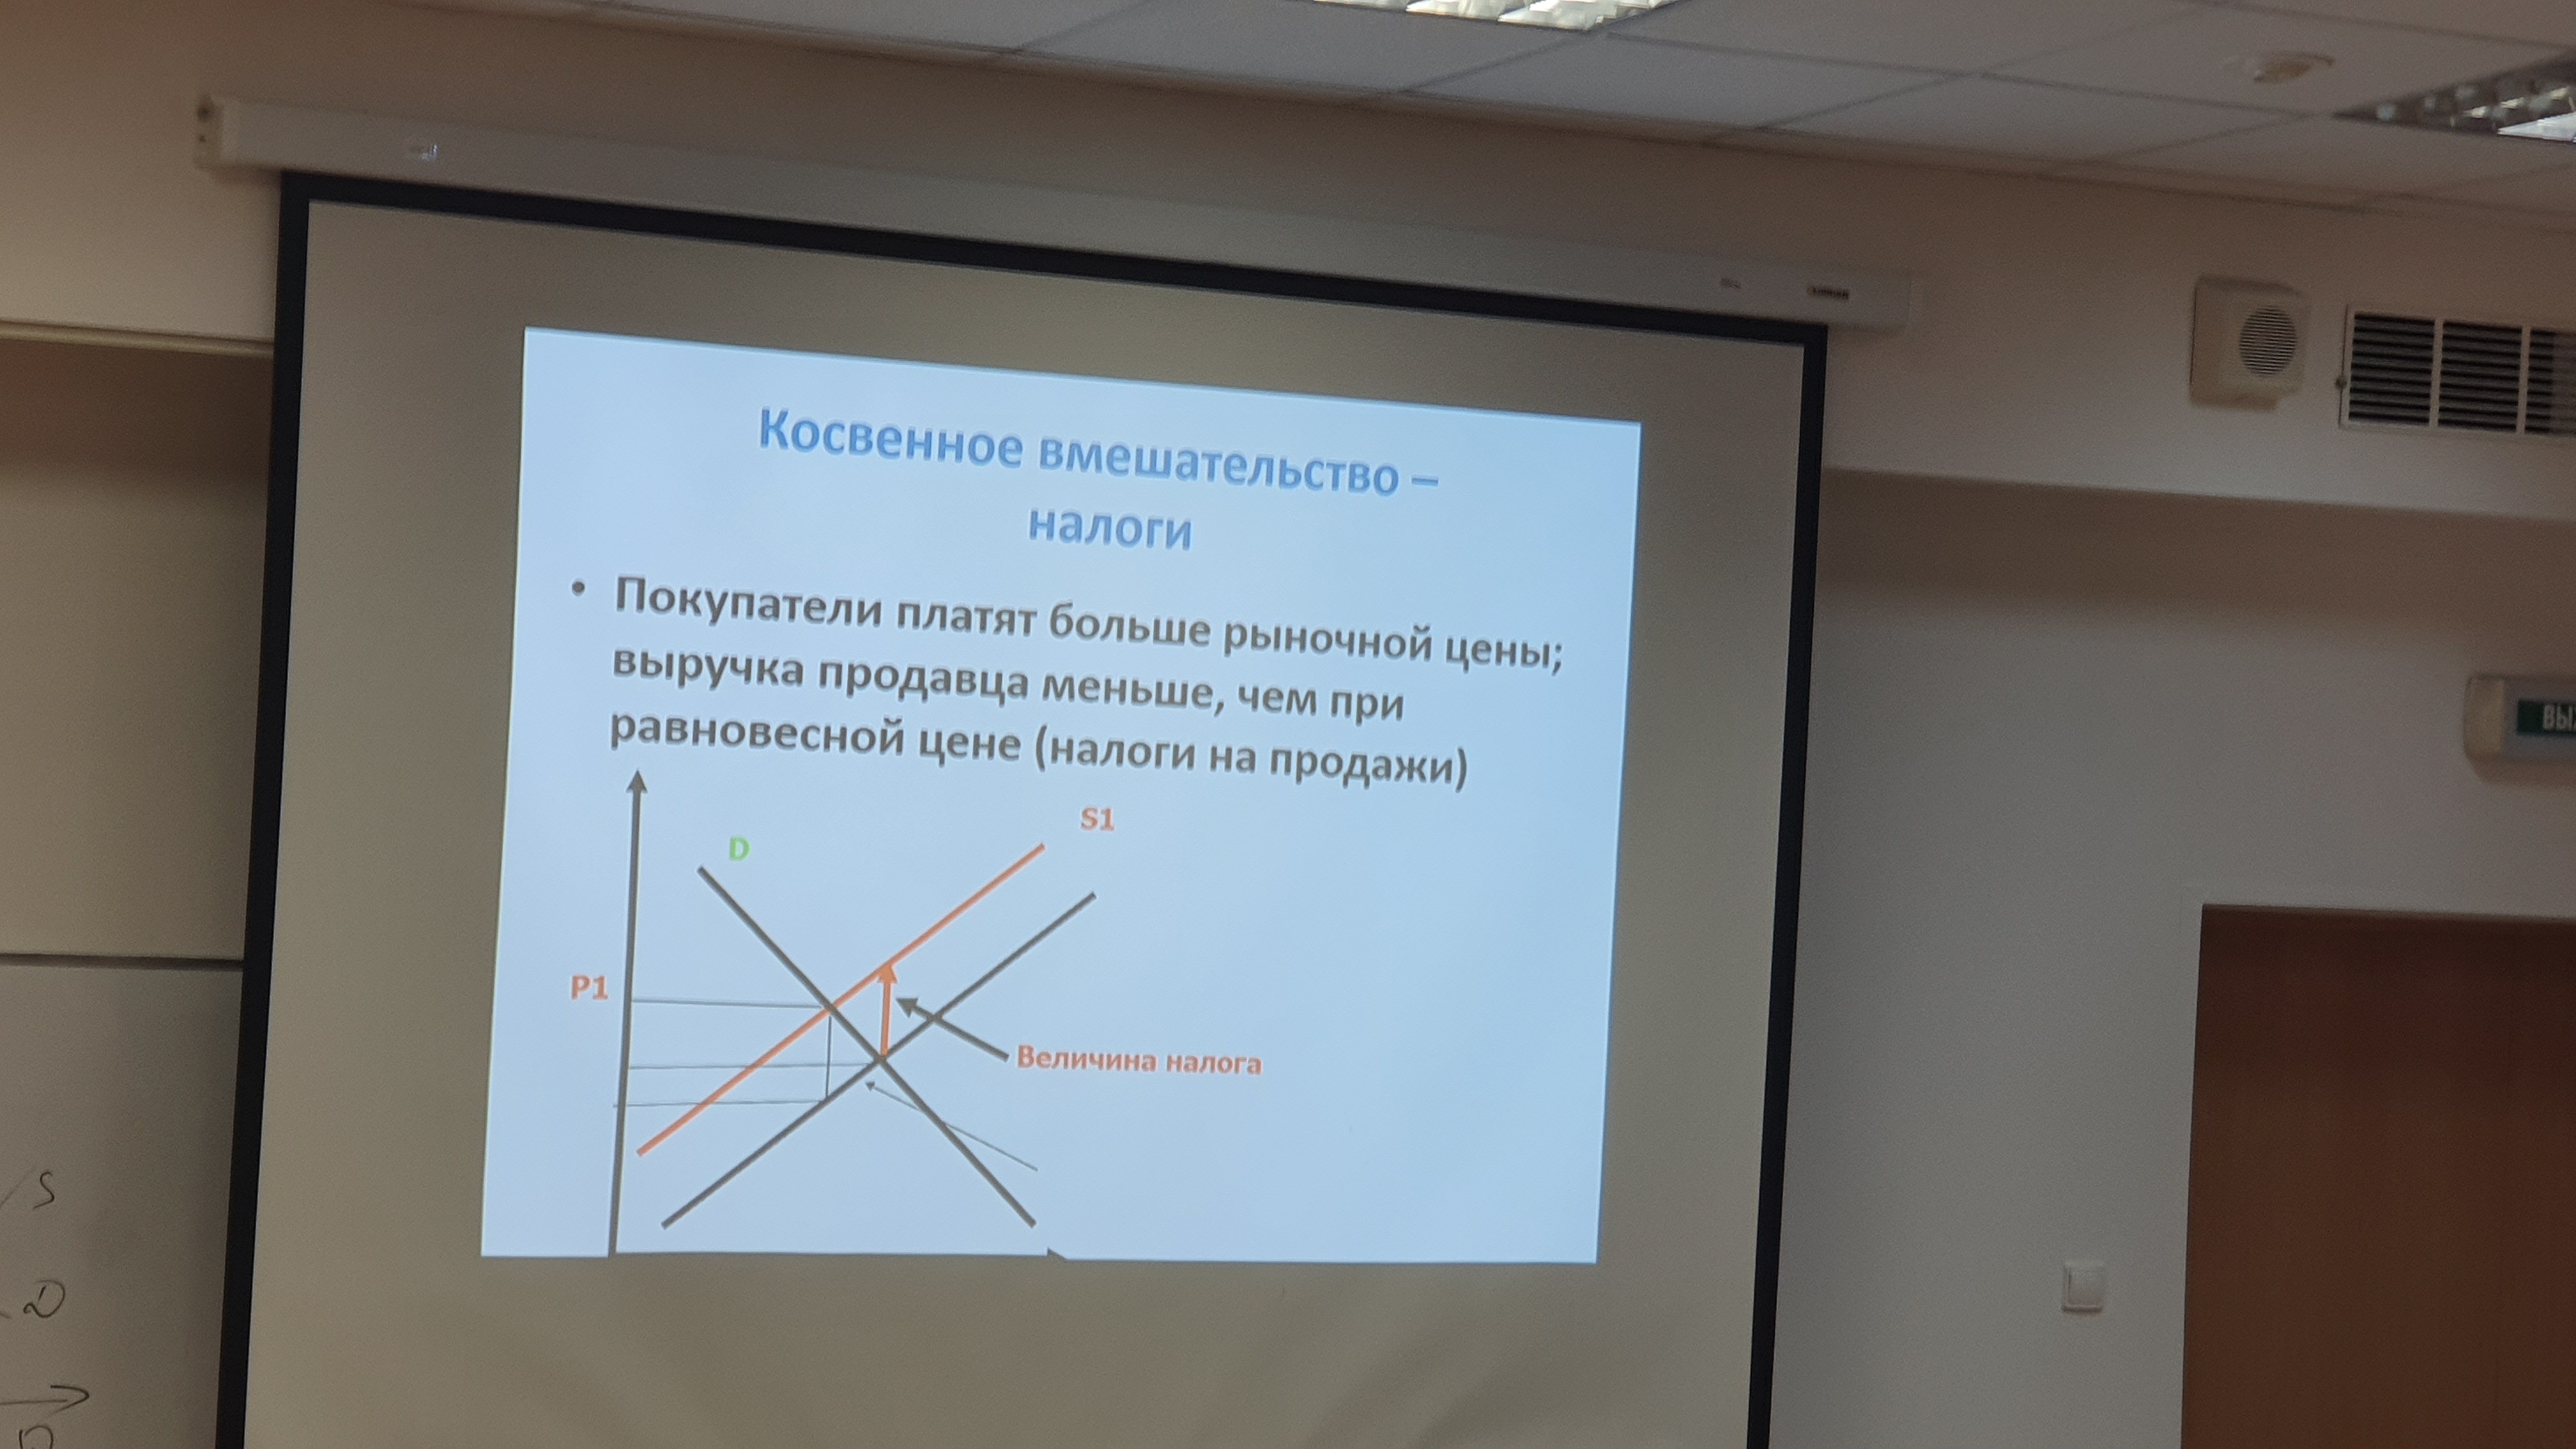 Косвенное вмешательство –
налоги
• Покупатели платят больше рыночной цены;
выручка продавца меньше, чем при
равновесной цене (налоги на продажи)
D
S1
P1
Величина налога
S
D